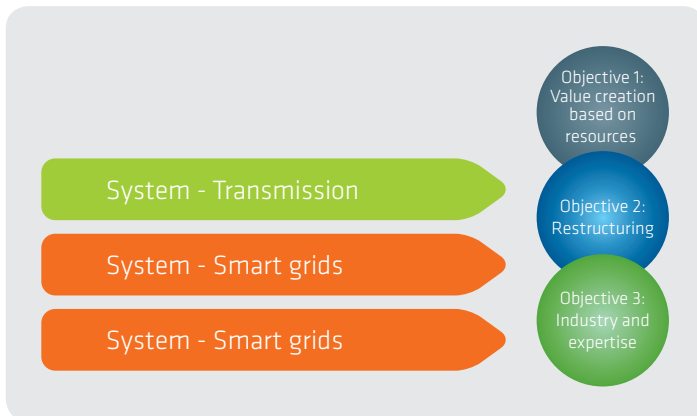 Objective 1:
Value creation
based on
resources
System - Transmission
Objective 2:
Restructuring
System - Smart grids
Objective 3:
Industry and
expertise
System - Smart grids